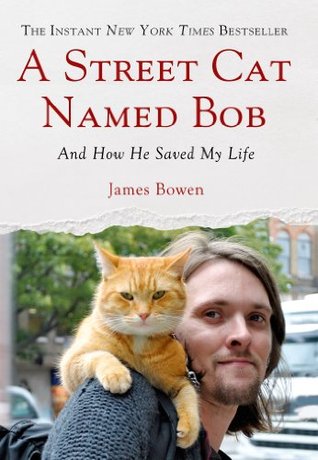 The Instant New York Times Bestseller
A Street Cat
Named Bob
And How He Saved My Life
James Bowen